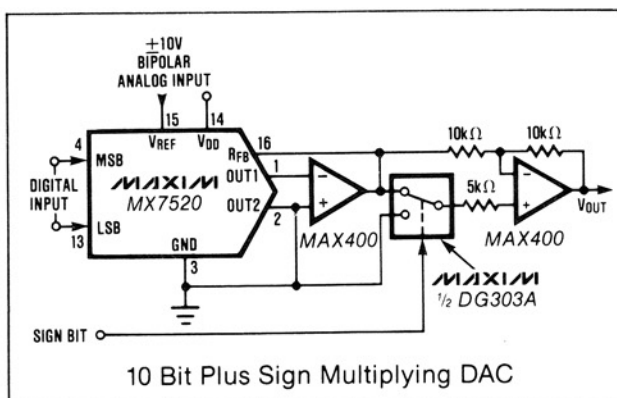 ±10V
BIPOLAR
ANALOG INPUT
15
14
4
VREF
VDD
16
RFB
10kΩ
10kΩ
MSB
1
OUT1
DIGITAL
INPUT
MAXIM
MX7520
−
+
OUT2
2
5kΩ
−
+
VOUT
13
LSB
MAX400
MAX400
GND
3
MAXIM
1/2 DG303A
SIGN BIT
10 Bit Plus Sign Multiplying DAC